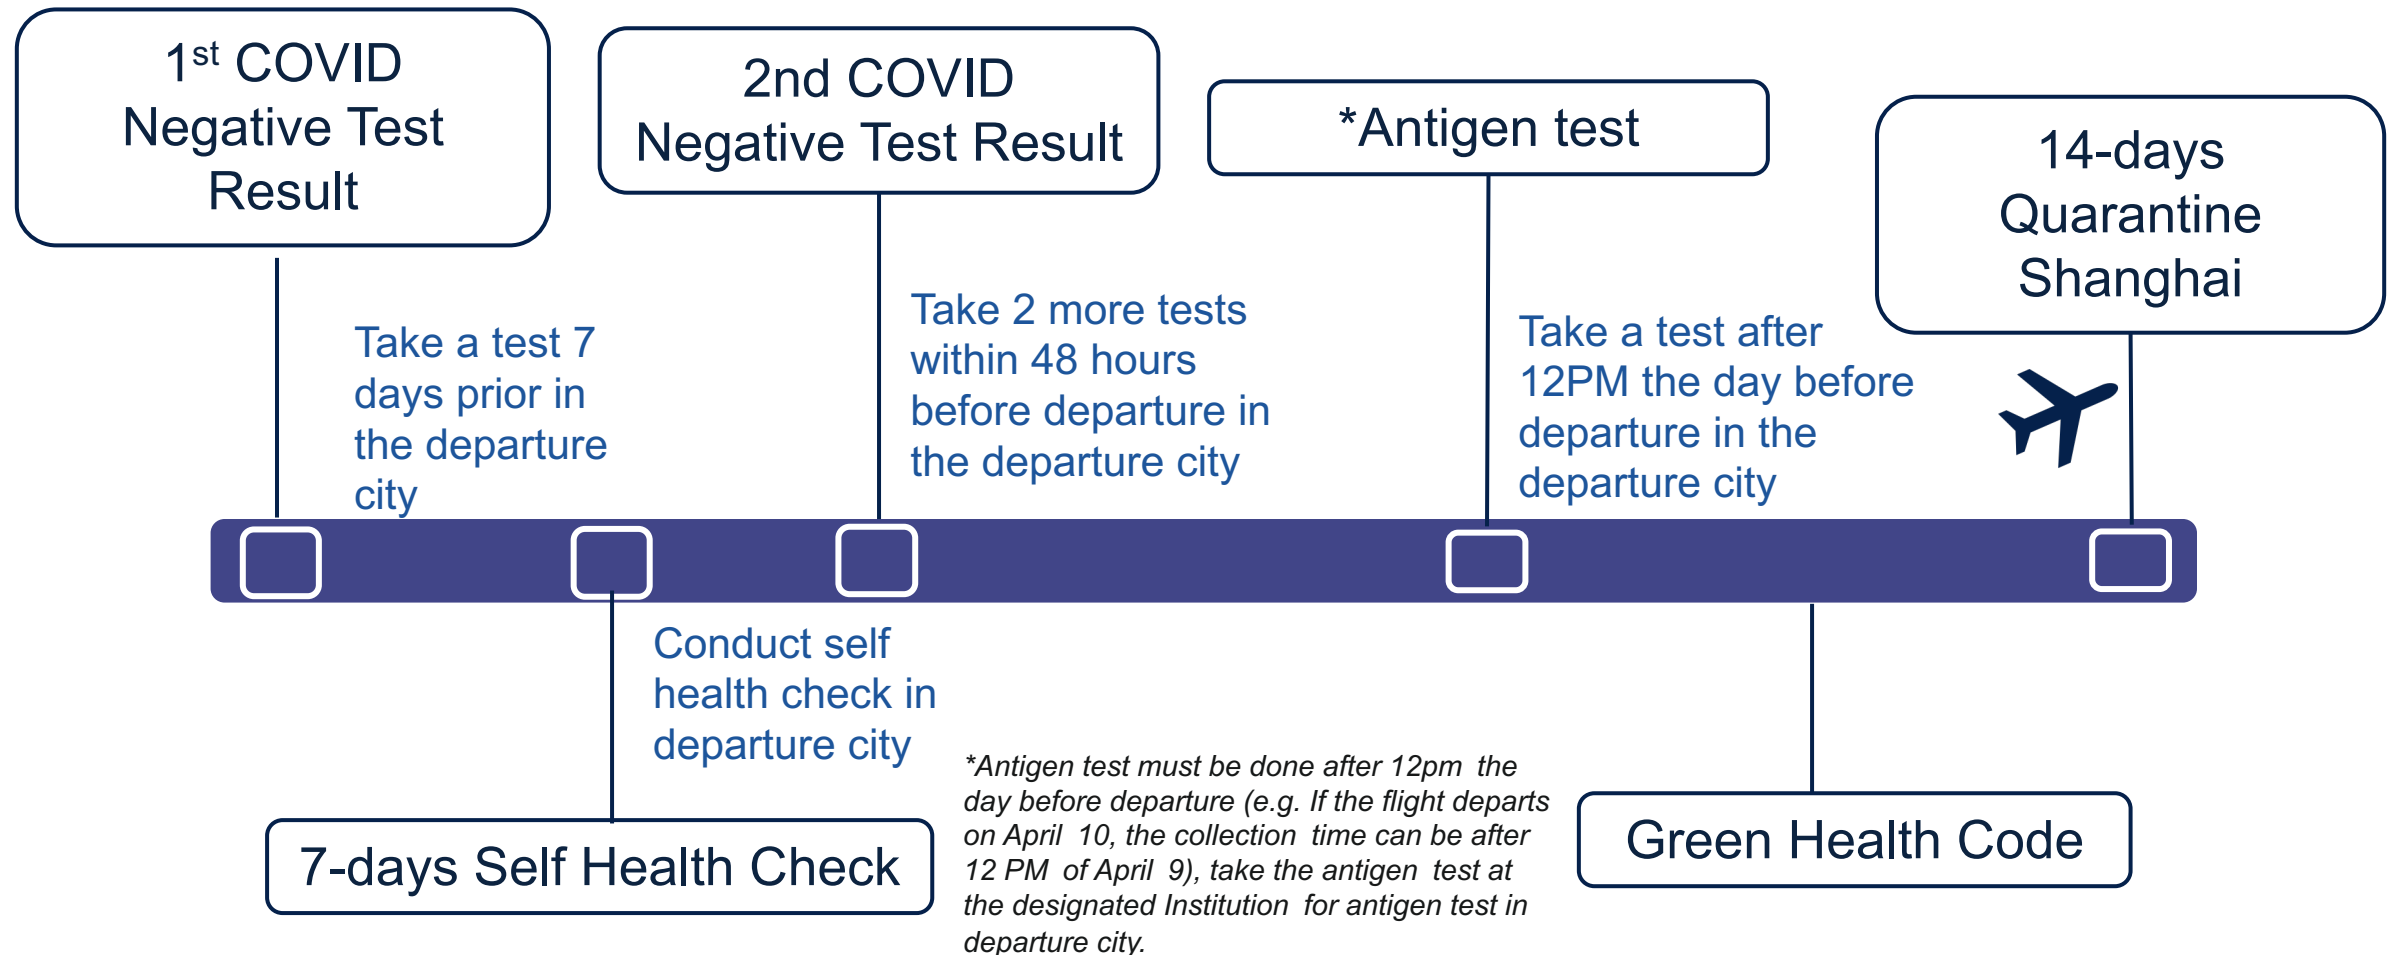 1st COVID
Negative Test
Result
2nd COVID
Negative Test Result
*Antigen test
14-days
Quarantine
Shanghai
Take a test 7
days prior in
the departure
city
Take 2 more tests
within 48 hours
before departure in
the departure city
Take a test after
12PM the day before
departure in the
departure city
Conduct self
health check in
departure city
7-days Self Health Check
*Antigen test must be done after 12pm the
day before departure (e.g. If the flight departs
on April 10, the collection time can be after
12 PM of April 9), take the antigen test at
the designated Institution for antigen test in
departure city.
Green Health Code